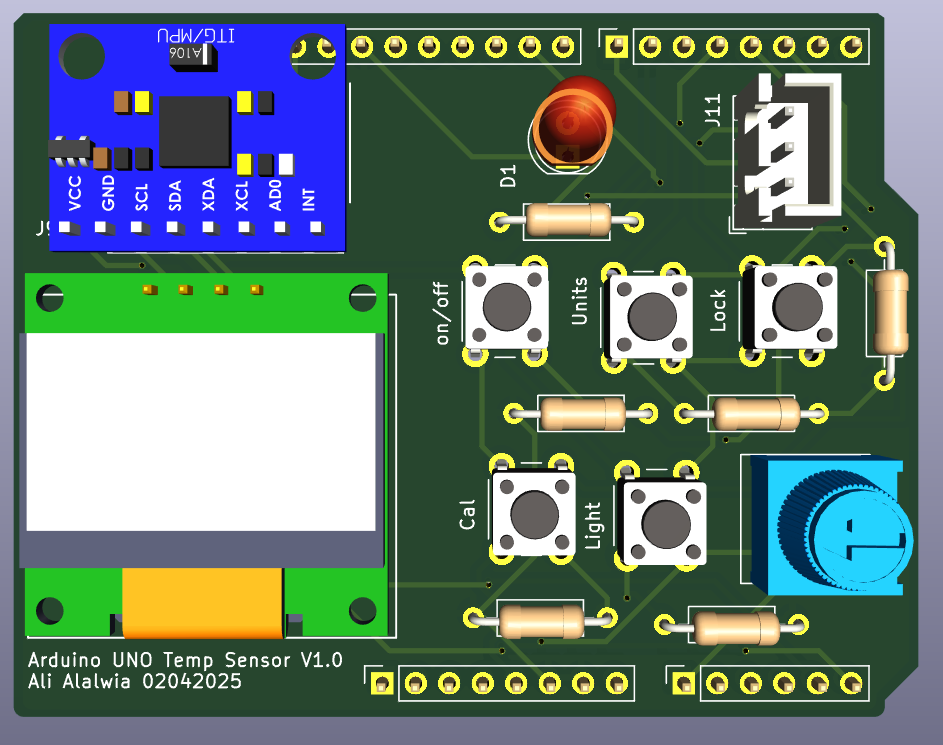 ITG/MPU
A106
J11
VCC GND SCL SDA XDA XCL AD0 INT
D1
on/off
Units
Lock
Cal
Light
Arduino UNO Temp Sensor V1.0
Ali Alalwia 02042025